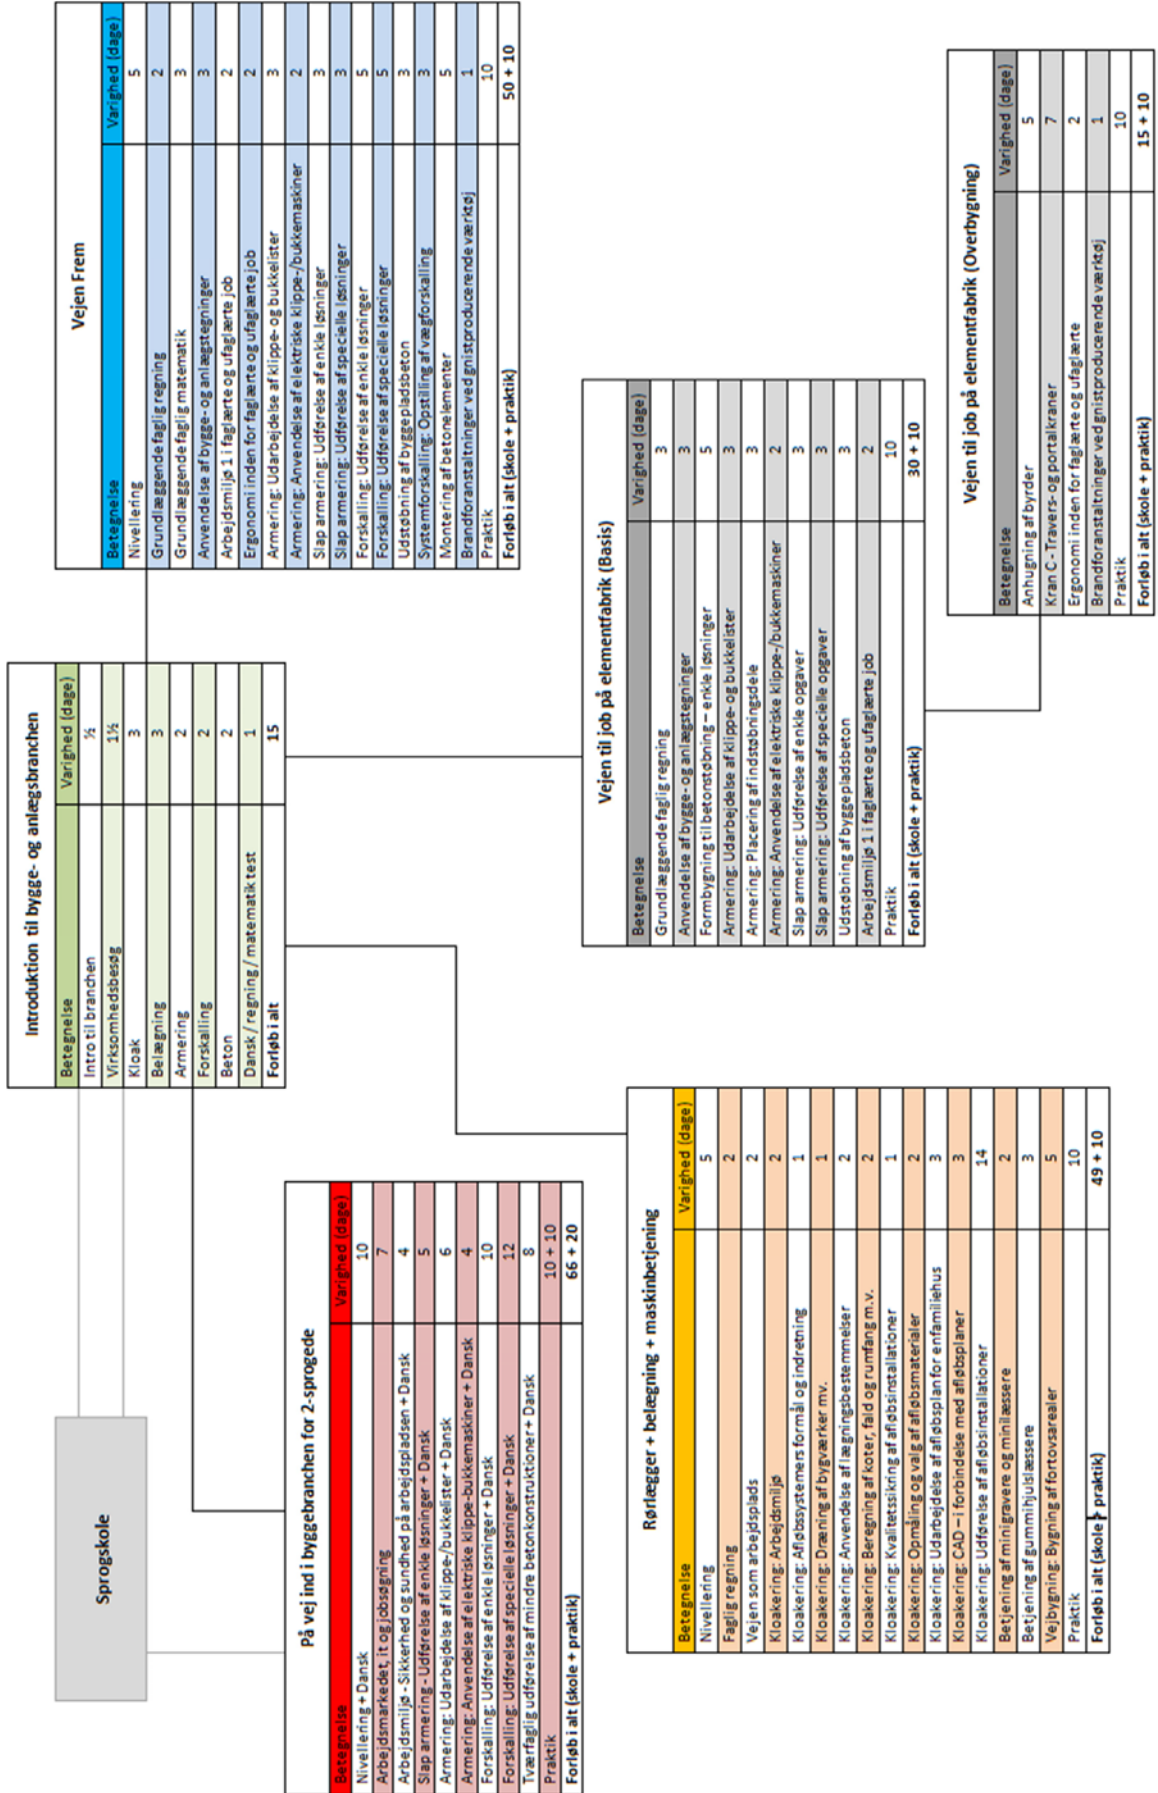 Sprogskole
Introduktion til bygge- og anlægsbranchen
Betegnelse Varighed (dage)
Intro til branchen ½
Virksomhedsbesøg 1½
Kloak 3
Belægning 3
Armering 2
Forskalling 2
Beton 2
Dansk / regning / matematik test 1
Forløb i alt 15
Vejen Frem
Betegnelse Varighed (dage)
Nivellering 5
Grundlæggende faglig regning 2
Grundlæggende faglig matematik 3
Anvendelse af bygge- og anlægstegninger 3
Arbejdsmiljø 1 i faglærte og ufaglærte job 2
Ergonomi inden for faglærte og ufaglærte job 2
Armering: Udarbejdelse af klippe- og bukkelister 3
Armering: Anvendelse af elektriske klippe-/bukkemaskiner 2
Slap armering: Udførelse af enkle løsninger 3
Slap armering: Udførelse af specielle løsninger 3
Forskalling: Udførelse af enkle løsninger 5
Forskalling: Udførelse af specielle løsninger 5
Udstøbning af byggepladsbeton 3
Systemforskalling: Opstilling af vægforskalling 3
Montering af betonelementer 5
Brandforanstaltninger ved gnistproducerende værktøj 1
Praktik 10
Forløb i alt (skole + praktik) 50 + 10
På vej ind i byggebranchen for 2-sprogede
Betegnelse Varighed (dage)
Nivellering + Dansk 10
Arbejdsmarkedet, it og jobsøgning 7
Arbejdsmiljø - Sikkerhed og sundhed på arbejdspladsen + Dansk 4
Slap armering - Udførelse af enkle løsninger + Dansk 5
Armering: Udarbejdelse af klippe-/bukkelister + Dansk 6
Armering: Anvendelse af elektriske klippe-bukkemaskiner + Dansk 4
Forskalling: Udførelse af enkle løsninger + Dansk 10
Forskalling: Udførelse af specielle løsninger + Dansk 12
Tværfaglig udførelse af mindre betonkonstruktioner + Dansk 8
Praktik 10 + 10
Forløb i alt (skole + praktik) 66 + 20
Rørlægger + belægning + maskinbetjening
Betegnelse Varighed (dage)
Nivellering 5
Faglig regning 2
Vejen som arbejdsplads 2
Kloakering: Arbejdsmiljø 2
Kloakering: Afløbssystemers formål og indretning 1
Kloakering: Dræning af bygværker mv. 1
Kloakering: Anvendelse af lægningsbestemmelser 2
Kloakering: Beregning af koter, fald og rumfang m.v. 2
Kloakering: Kvalitetssikring af afløbsinstallationer 1
Kloakering: Opmåling og valg af afløbsmaterialer 2
Kloakering: Udarbejdelse af afløbsplan for enfamiliehus 3
Kloakering: CAD – i forbindelse med afløbsplaner 3
Kloakering: Udførelse af afløbsinstallationer 14
Betjening af minigravere og minilæssere 2
Betjening af gummihjulslæssere 3
Vejbygning: Bygning af fortovsarealer 5
Praktik 10
Forløb i alt (skole + praktik) 49 + 10
Vejen til job på elementfabrik (Basis)
Betegnelse Varighed (dage)
Grundlæggende faglig regning 3
Anvendelse af bygge- og anlægstegninger 3
Formbygning til betonstøbning – enkle løsninger 5
Armering: Udarbejdelse af klippe- og bukkelister 3
Armering: Placering af indstøbningsdele 3
Armering: Anvendelse af elektriske klippe-/bukkemaskiner 2
Slap armering: Udførelse af enkle opgaver 3
Slap armering: Udførelse af specielle opgaver 3
Udstøbning af byggepladsbeton 3
Arbejdsmiljø 1 i faglærte og ufaglærte job 2
Praktik 10
Forløb i alt (skole + praktik) 30 + 10
Vejen til job på elementfabrik (Overbygning)
Betegnelse Varighed (dage)
Anhugning af byrder 5
Kran C - Travers- og portalkraner 7
Ergonomi inden for faglærte og ufaglærte 2
Brandforanstaltninger ved gnistproducerende værktøj 1
Praktik 10
Forløb i alt (skole + praktik) 15 + 10